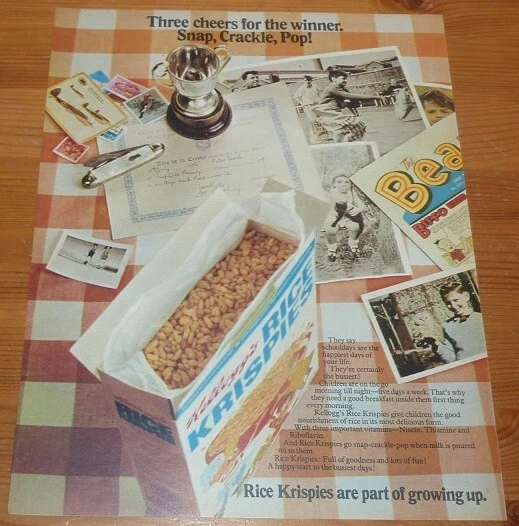 Three cheers for the winner.
Snap, Crackle, Pop!
The
Bea
BIPPO
Kellogg's
RICE
KRISPIES
RICE
They say
schooldays are the
happiest days of
your life.
They're certainly
the busiest!
Children are on the go
morning till night—five days a week. That's why
they need a good breakfast inside them first thing
every morning.
Kellogg's Rice Krispies give children the good
nourishment of rice in its most delicious form.
With three important vitamins—Niacin, Thiamine and
Riboflavin.
And Rice Krispies go snap-crackle-pop when milk is poured
on to them.
Rice Krispies: Full of goodness and lots of fun!
A happy start to the busiest days!
Rice Krispies are part of growing up.